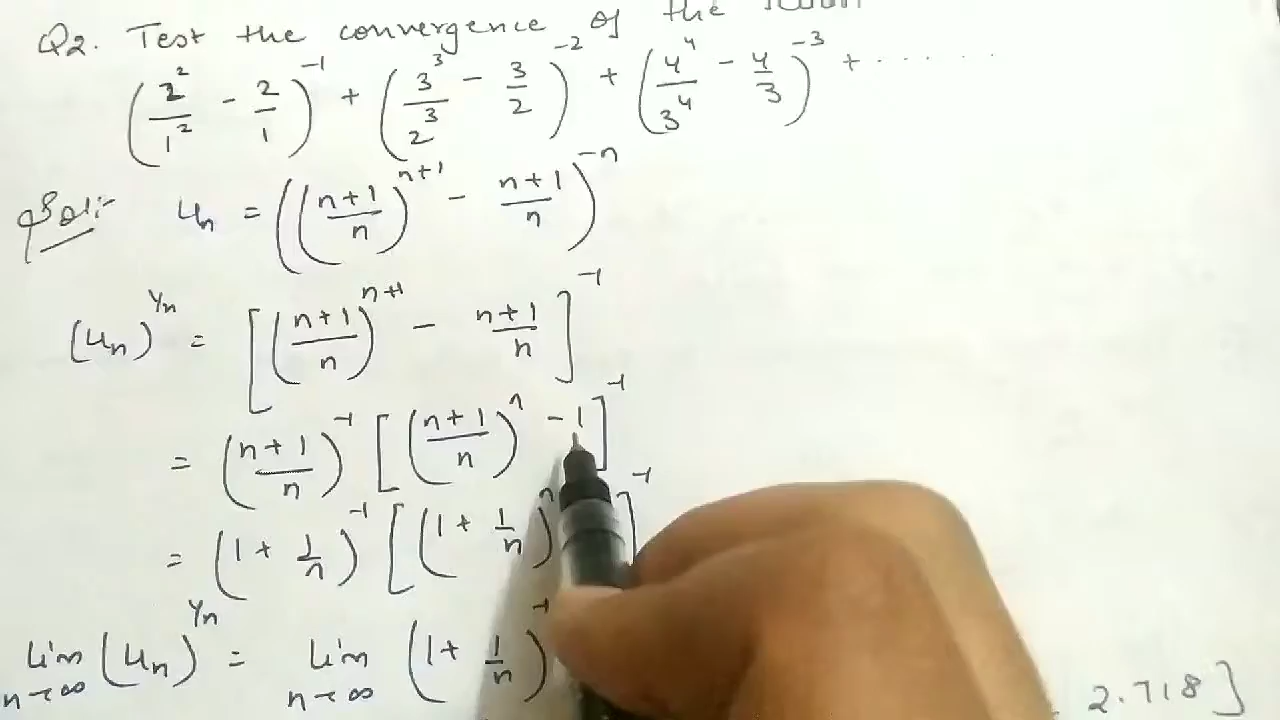 Q2. Test the convergence of the
(2²/1² - 2/1)⁻¹ + (3³/2³ - 3/2)⁻² + (4⁴/3⁴ - 4/3)⁻³ + ......
Sol:- uₙ = (((n+1)/n)ⁿ⁺¹ - (n+1)/n)⁻ⁿ
(uₙ)^(1/n) = [((n+1)/n)ⁿ⁺¹ - (n+1)/n]⁻¹
= ((n+1)/n)⁻¹ [((n+1)/n)ⁿ - 1]⁻¹
= (1 + 1/n)⁻¹ [(1 + 1/n)ⁿ ]⁻¹
lim n→∞ (uₙ)^(1/n) = lim n→∞ (1 + 1/n)⁻¹
2.718]